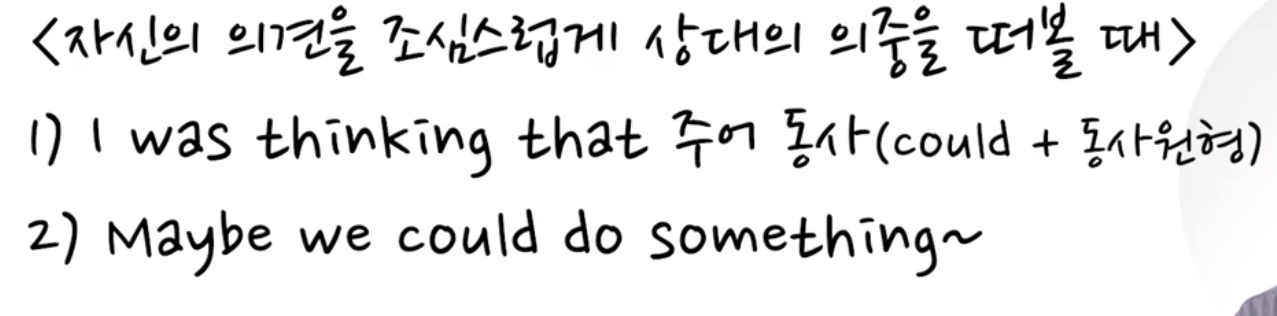 <자신의 의견을 조심스럽게 상대의 의중을 떠볼 때>
1) I was thinking that 주어 동사(could + 동사원형)
2) Maybe we could do something~